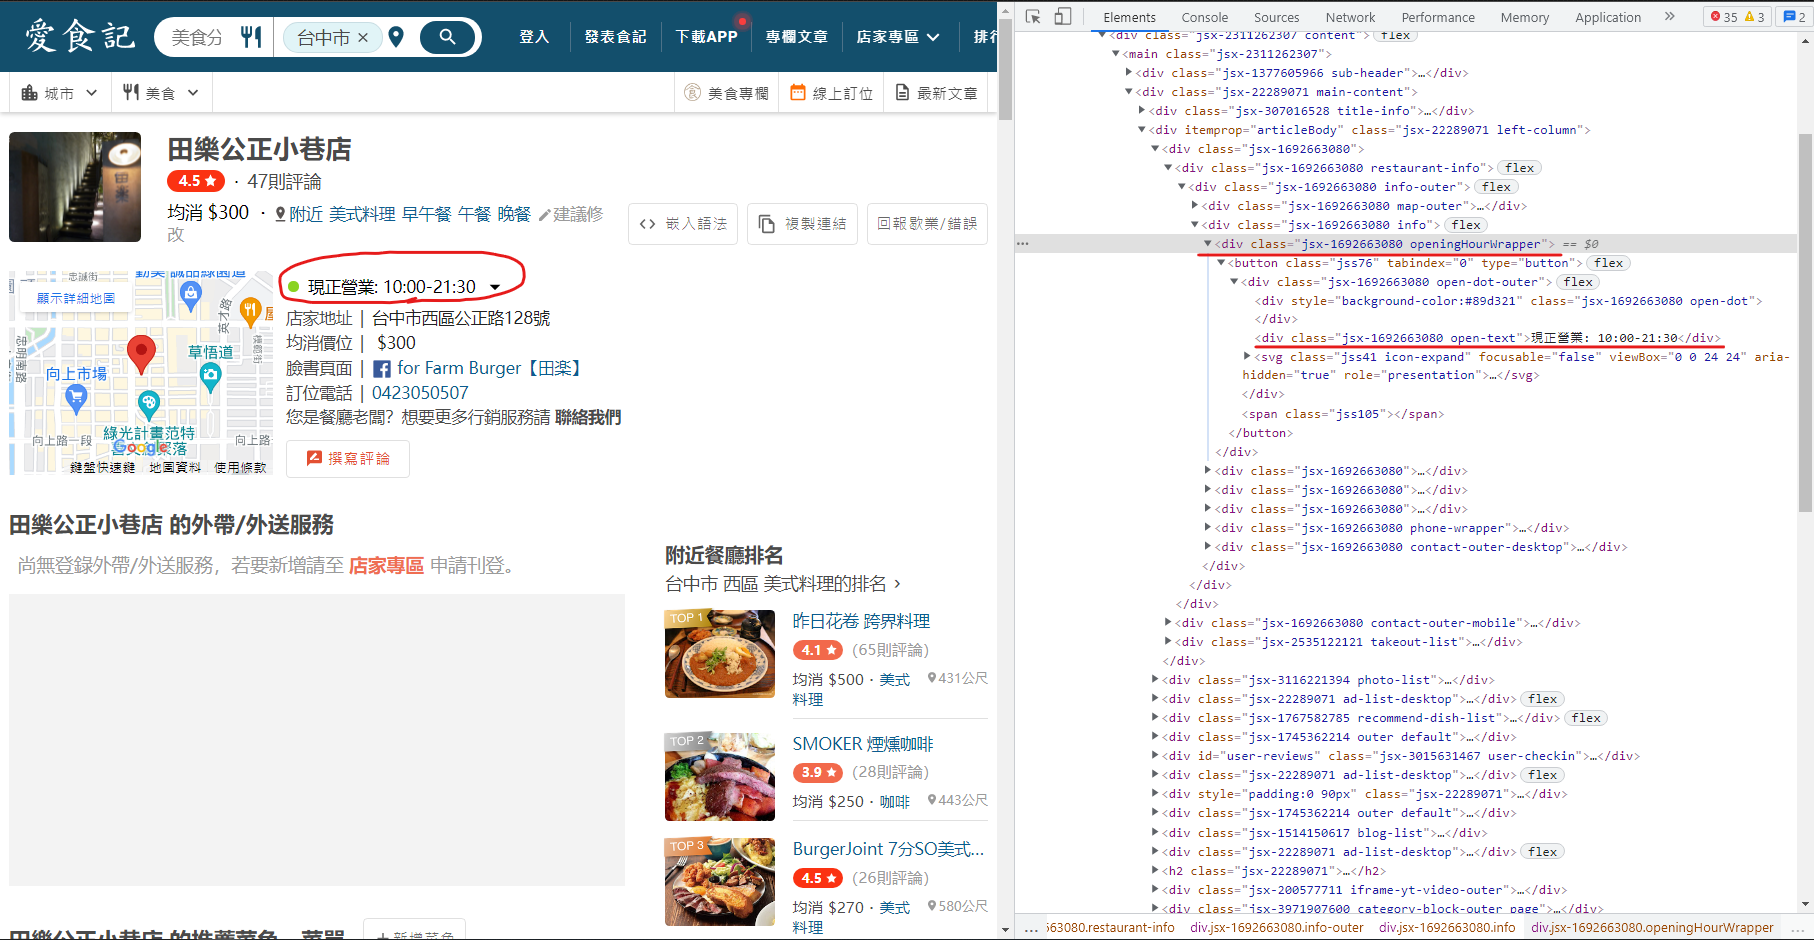 愛食記
美食分
台中市 ×
登入
發表食記
下載APP
專欄文章
店家專區
排行
城市
美食
美食專欄
線上訂位
最新文章
田樂公正小巷店
4.5 ★ · 47則評論
均消 $300 · 附近 美式料理 早午餐 午餐 晚餐 建議修
改
<> 嵌入語法
複製連結
回報歇業/錯誤
顯示詳細地圖
忠誠街
英才路
草悟道
向上市場
向上路一段
綠光計畫范特
喜文創聚落
Google
鍵盤快速鍵 地圖資料 使用條款
現正營業: 10:00-21:30
店家地址 | 台中市西區公正路128號
均消價位 | $300
臉書頁面 | for Farm Burger【田楽】
訂位電話 | 0423050507
您是餐廳老闆? 想要更多行銷服務請 聯絡我們
撰寫評論
田樂公正小巷店 的外帶/外送服務
尚無登錄外帶/外送服務, 若要新增請至 店家專區 申請刊登。
附近餐廳排名
台中市 西區 美式料理的排名 ›
TOP 1
昨日花卷 跨界料理
4.1 ★ (65則評論)
均消 $500 · 美式
料理
431公尺
TOP 2
SMOKER 煙燻咖啡
3.9 ★ (28則評論)
均消 $250 · 咖啡
443公尺
TOP 3
BurgerJoint 7分SO美式...
4.5 ★ (26則評論)
均消 $270 · 美式
料理
580公尺
田樂公正小巷店 的推薦菜色、菜單
+ 新增菜色
Elements Console Sources Network Performance Memory Application » 35 3 2
<div class="jsx-2311262307 content"> flex
<main class="jsx-2311262307">
<div class="jsx-1377605966 sub-header">…</div>
<div class="jsx-22289071 main-content">
<div class="jsx-307016528 title-info">…</div>
<div itemprop="articleBody" class="jsx-22289071 left-column">
<div class="jsx-1692663080">
<div class="jsx-1692663080 restaurant-info"> flex
<div class="jsx-1692663080 info-outer"> flex
<div class="jsx-1692663080 map-outer">…</div>
<div class="jsx-1692663080 info"> flex
<div class="jsx-1692663080 openingHourWrapper"> == $0
<button class="jss76" tabindex="0" type="button"> flex
<div class="jsx-1692663080 open-dot-outer"> flex
<div style="background-color:#89d321" class="jsx-1692663080 open-dot">
</div>
<div class="jsx-1692663080 open-text">現正營業: 10:00-21:30</div>
<svg class="jss41 icon-expand" focusable="false" viewBox="0 0 24 24" aria-
hidden="true" role="presentation">…</svg>
</div>
<span class="jss105"></span>
</button>
</div>
<div class="jsx-1692663080">…</div>
<div class="jsx-1692663080">…</div>
<div class="jsx-1692663080">…</div>
<div class="jsx-1692663080 phone-wrapper">…</div>
<div class="jsx-1692663080 contact-outer-desktop">…</div>
</div>
</div>
</div>
<div class="jsx-1692663080 contact-outer-mobile">…</div>
<div class="jsx-2535122121 takeout-list">…</div>
</div>
<div class="jsx-3116221394 photo-list">…</div>
<div class="jsx-22289071 ad-list-desktop">…</div> flex
<div class="jsx-1767582785 recommend-dish-list">…</div> flex
<div class="jsx-1745362214 outer default">…</div>
<div id="user-reviews" class="jsx-3015631467 user-checkin">…</div>
<div class="jsx-22289071 ad-list-desktop">…</div> flex
<div style="padding:0 90px" class="jsx-22289071">…</div>
<div class="jsx-1745362214 outer default">…</div>
<div class="jsx-1514150617 blog-list">…</div>
<div class="jsx-22289071 ad-list-desktop">…</div> flex
<h2 class="jsx-22289071">…</h2>
<div class="jsx-200577711 iframe-yt-video-outer">…</div>
<div class="jsx-3971907600 category-block-outer page">…</div>
… 63080.restaurant-info div.jsx-1692663080.info-outer div.jsx-1692663080.info div.jsx-1692663080.openingHourWrapper …